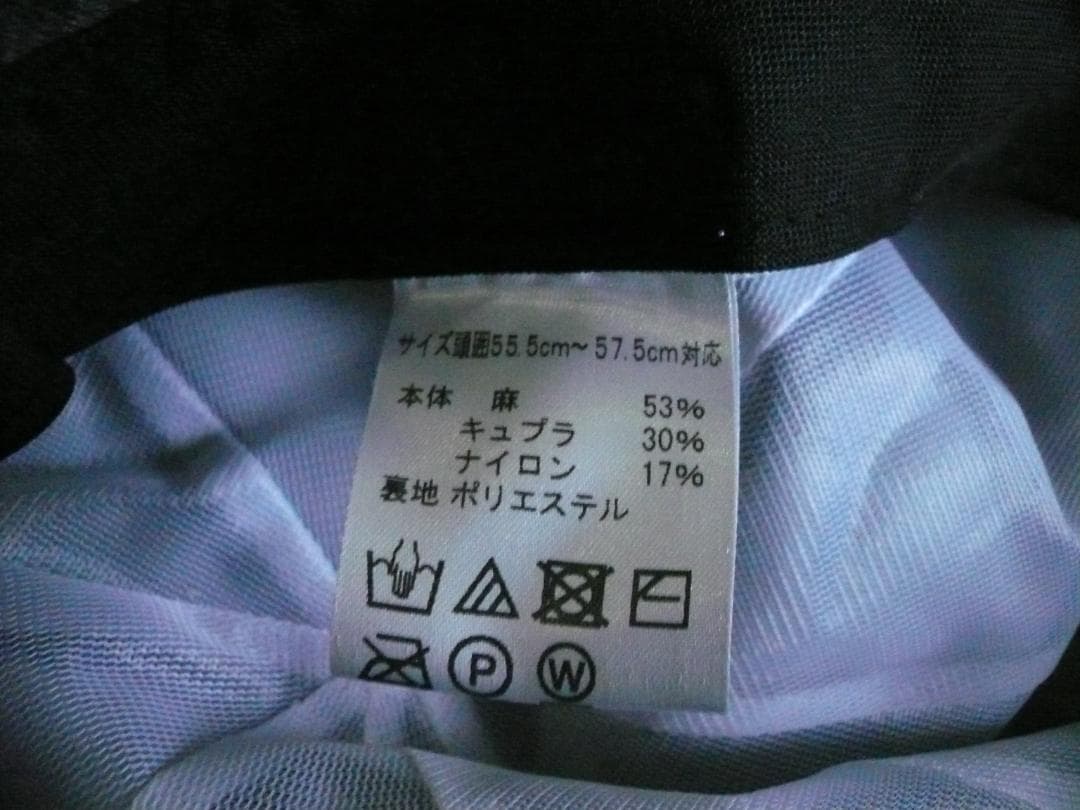 サイズ頭囲55.5cm～57.5cm対応
本体 麻 53%
キュプラ 30%
ナイロン 17%
裏地 ポリエステル
P W